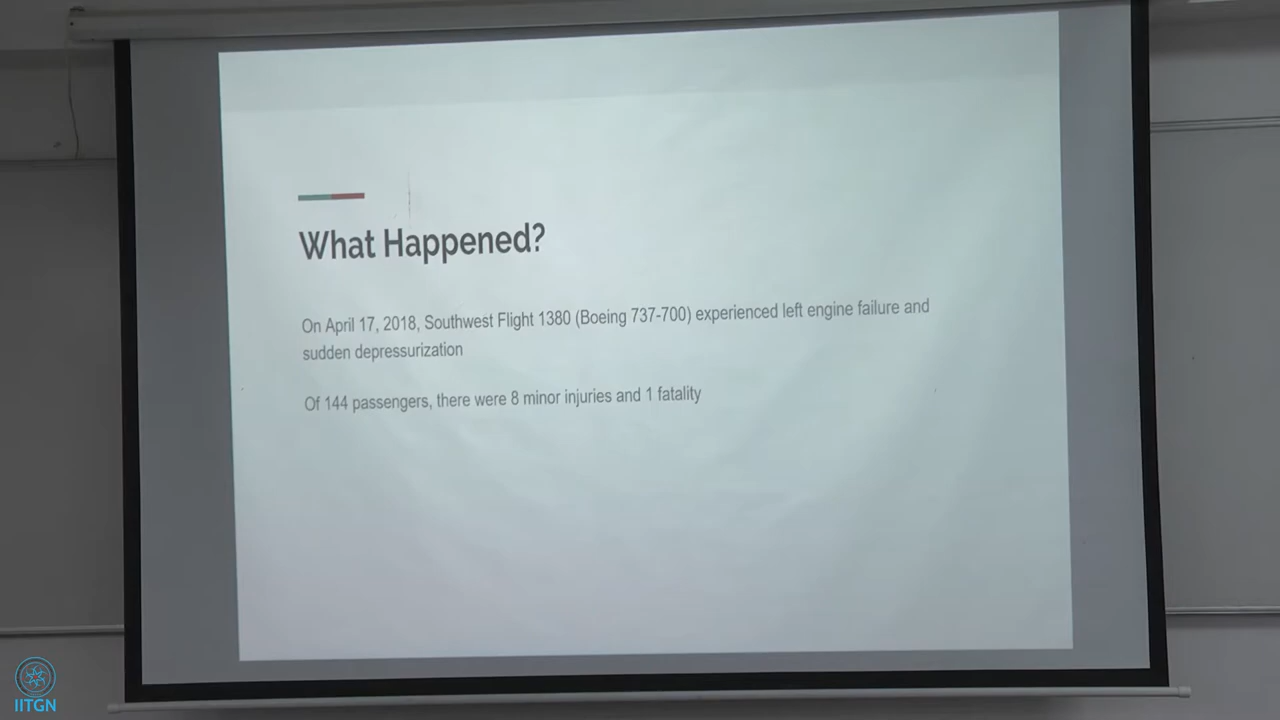 What Happened?
On April 17, 2018, Southwest Flight 1380 (Boeing 737-700) experienced left engine failure and
sudden depressurization
Of 144 passengers, there were 8 minor injuries and 1 fatality
IITGN